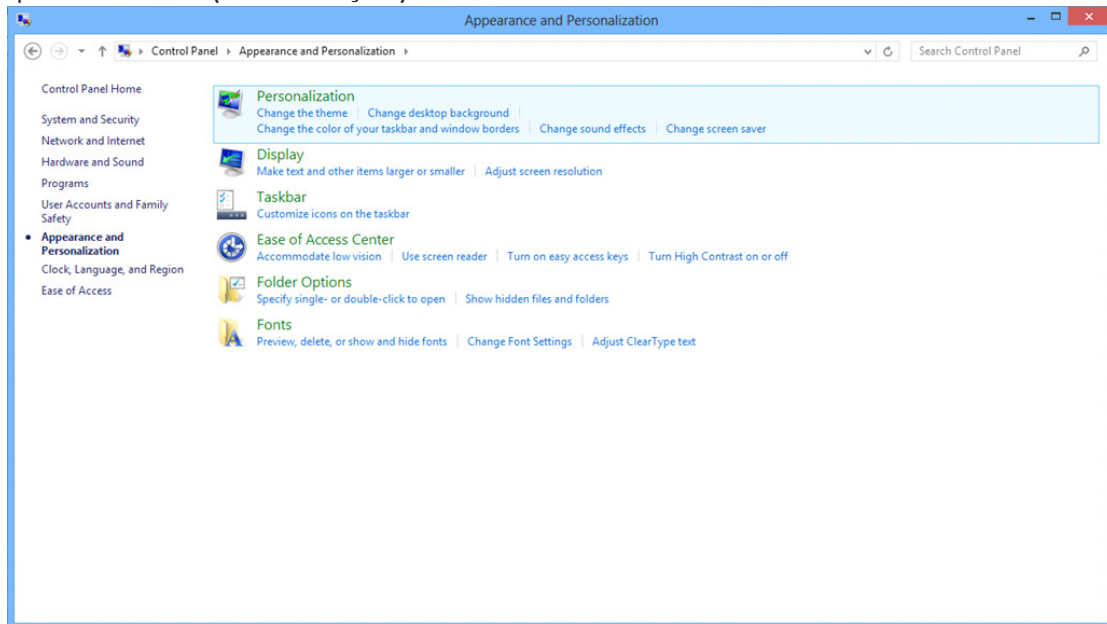 Appearance and Personalization
Control Panel Appearance and Personalization
Search Control Panel
Control Panel Home
System and Security
Network and Internet
Hardware and Sound
Programs
User Accounts and Family
Safety
Appearance and
Personalization
Clock, Language, and Region
Ease of Access
Personalization
Change the theme Change desktop background
Change the color of your taskbar and window borders Change sound effects Change screen saver
Display
Make text and other items larger or smaller Adjust screen resolution
Taskbar
Customize icons on the taskbar
Ease of Access Center
Accommodate low vision Use screen reader Turn on easy access keys Turn High Contrast on or off
Folder Options
Specify single- or double-click to open Show hidden files and folders
Fonts
Preview, delete, or show and hide fonts Change Font Settings Adjust ClearType text